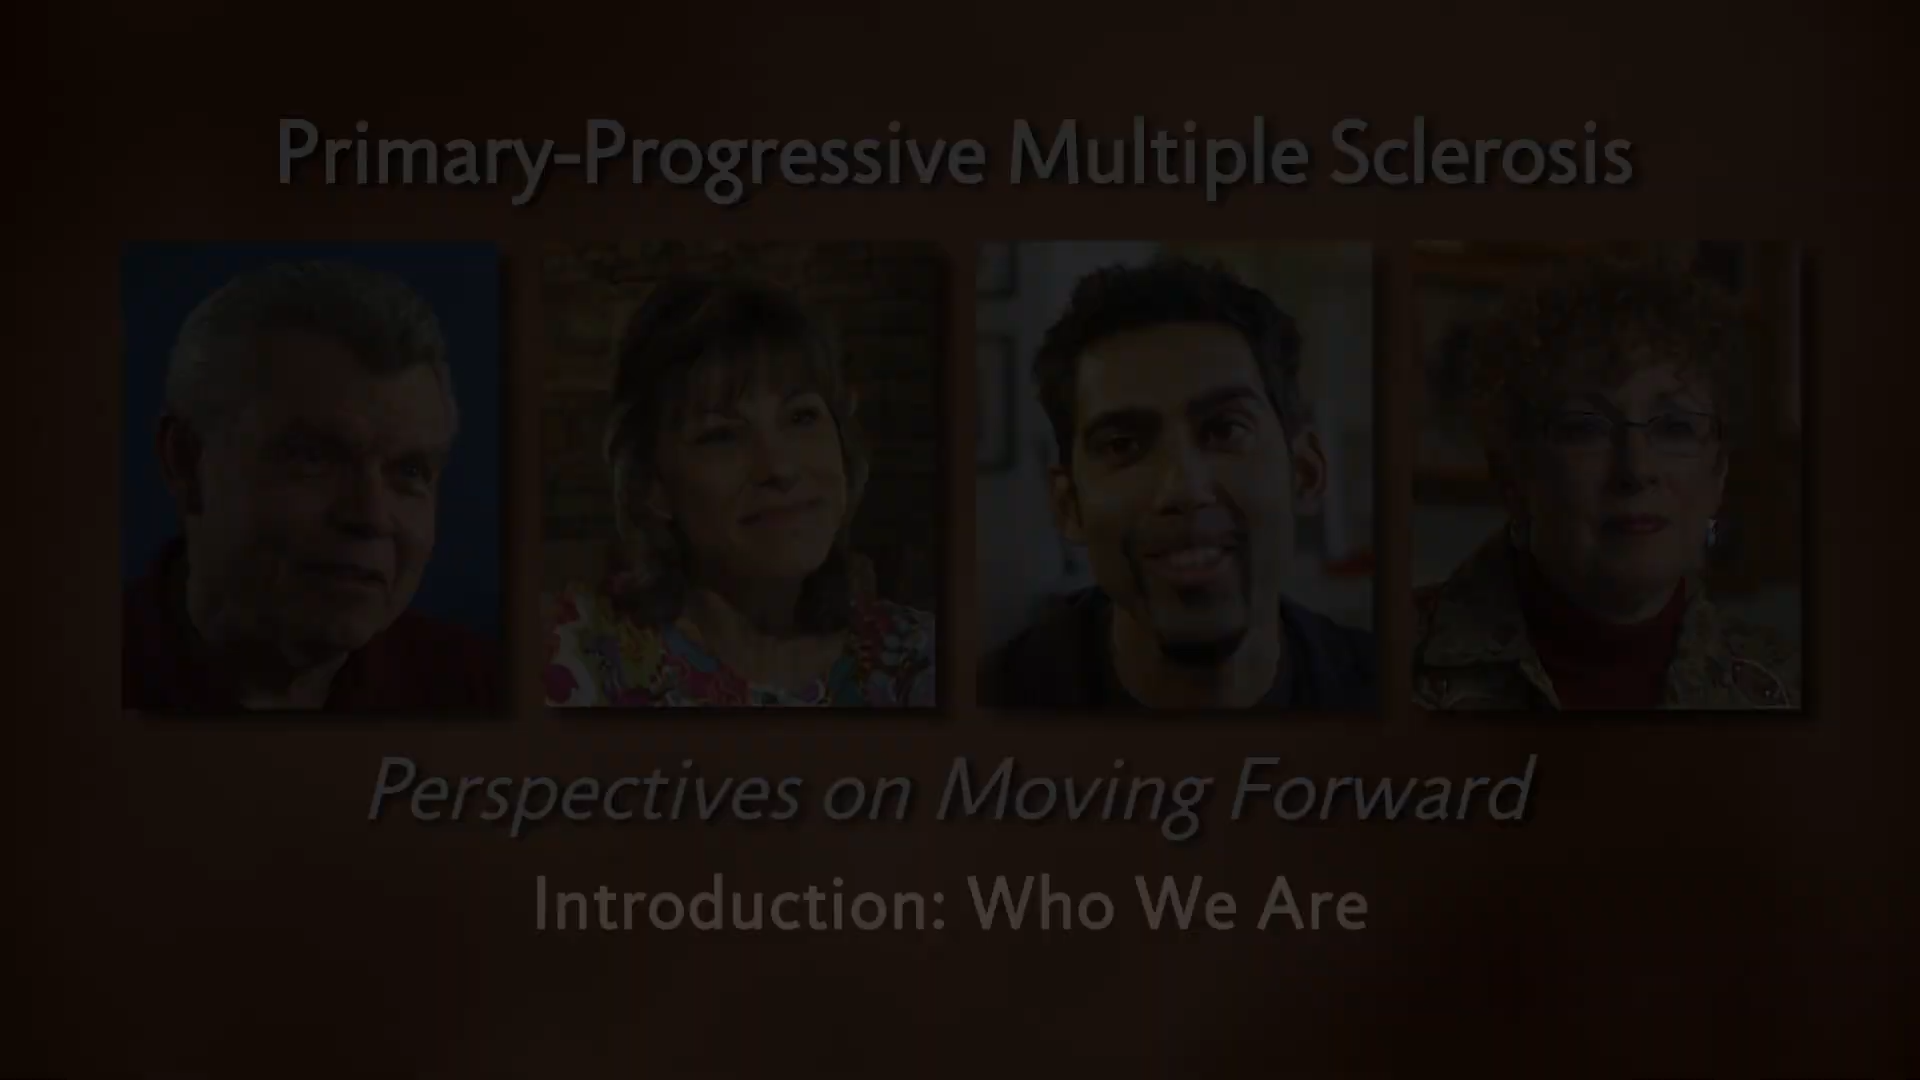 Primary-Progressive Multiple Sclerosis
Perspectives on Moving Forward
Introduction: Who We Are